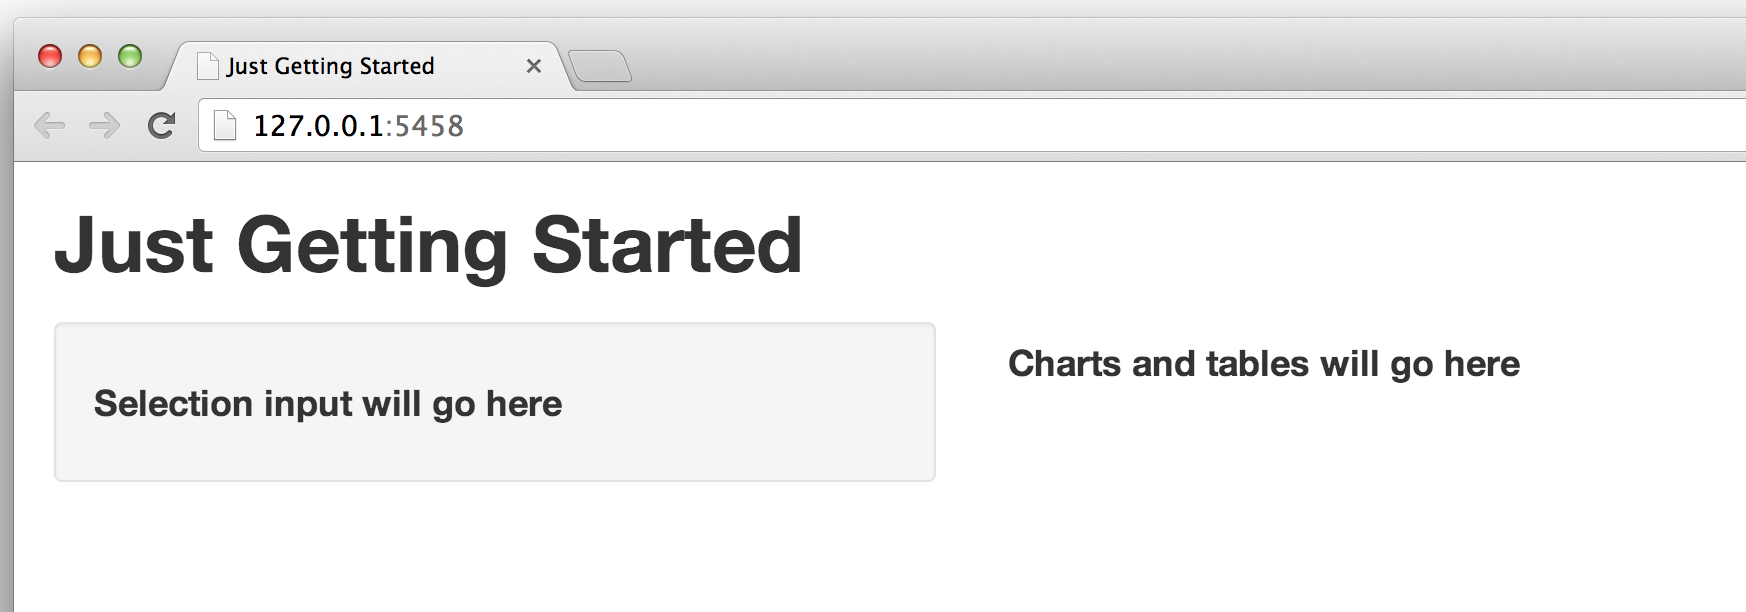 Just Getting Started
127.0.0.1:5458
Just Getting Started
Selection input will go here
Charts and tables will go here